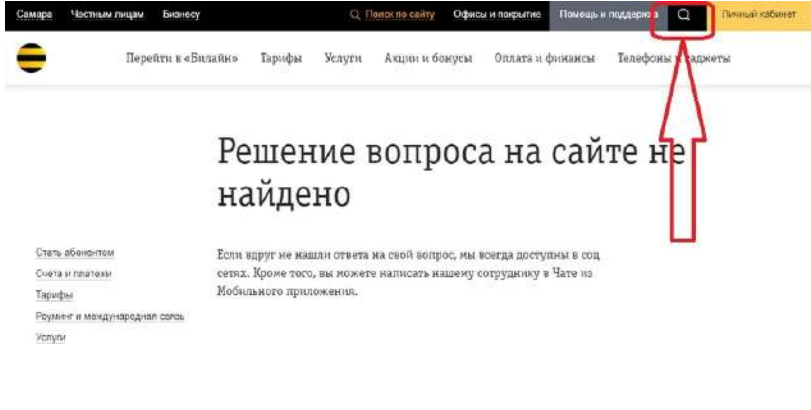 Самара Частным лицам Бизнесу Поиск по сайту Офисы и покрытие Помощь и поддержка Личный кабинет
Перейти в «Билайн» Тарифы Услуги Акции и бонусы Оплата и финансы Телефоны и гаджеты
Решение вопроса на сайте не
найдено
Стать абонентом
Счета и платежи
Тарифы
Роуминг и международная связь
Услуги
Если вдруг не нашли ответа на свой вопрос, мы всегда доступны в соц
сетях. Кроме того, вы можете написать нашему сотруднику в Чате из
Мобильного приложения.